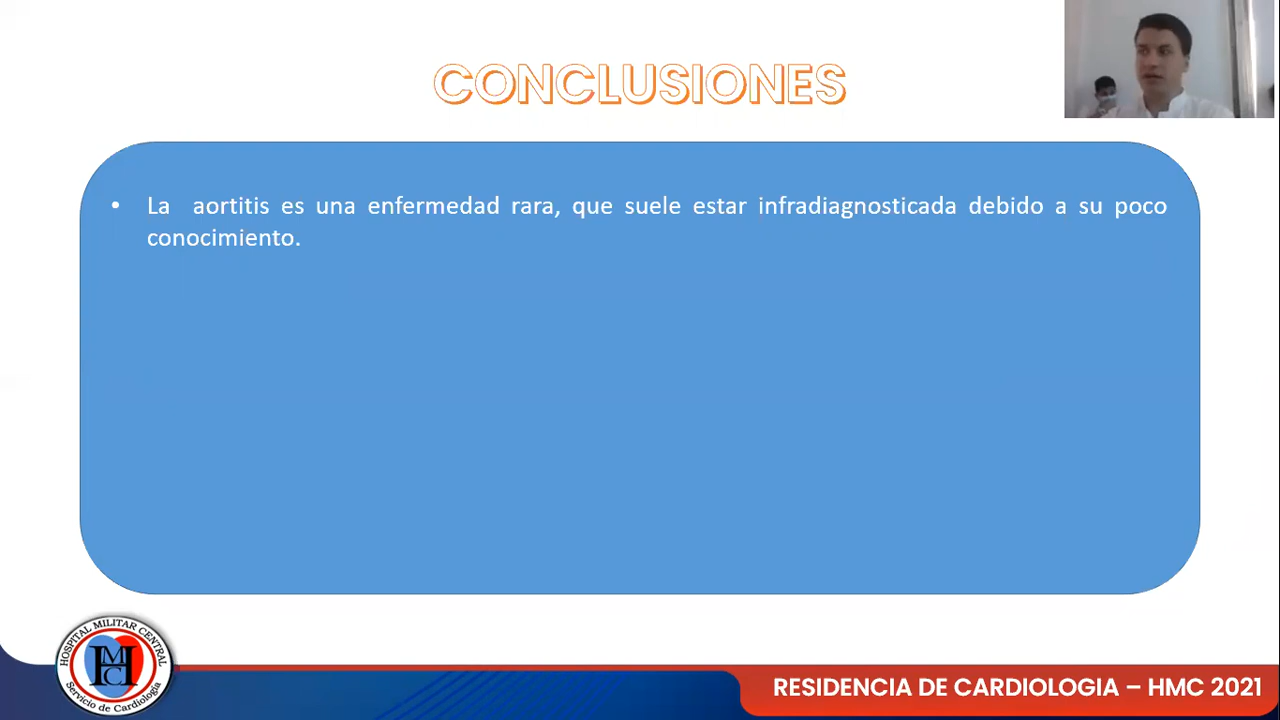 CONCLUSIONES
• La aortitis es una enfermedad rara, que suele estar infradiagnosticada debido a su poco
conocimiento.
HOSPITAL MILITAR CENTRAL
HMC
Servicio de Cardiologia
RESIDENCIA DE CARDIOLOGIA – HMC 2021